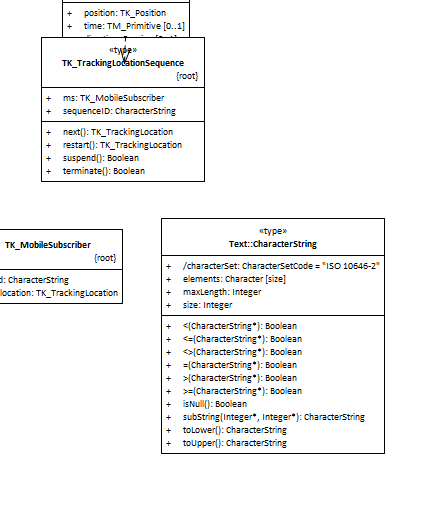 + position: TK_Position
+ time: TM_Primitive [0..1]
«type»
TK_TrackingLocationSequence
{root}
+ ms: TK_MobileSubscriber
+ sequenceID: CharacterString
+ next(): TK_TrackingLocation
+ restart(): TK_TrackingLocation
+ suspend(): Boolean
+ terminate(): Boolean
TK_MobileSubscriber
{root}
d: CharacterString
location: TK_TrackingLocation
«type»
Text::CharacterString
+ /characterSet: CharacterSetCode = "ISO 10646-2"
+ elements: Character [size]
+ maxLength: Integer
+ size: Integer
+ <(CharacterString*): Boolean
+ <=(CharacterString*): Boolean
+ <>(CharacterString*): Boolean
+ =(CharacterString*): Boolean
+ >(CharacterString*): Boolean
+ >=(CharacterString*): Boolean
+ isNull(): Boolean
+ subString(Integer*, Integer*): CharacterString
+ toLower(): CharacterString
+ toUpper(): CharacterString